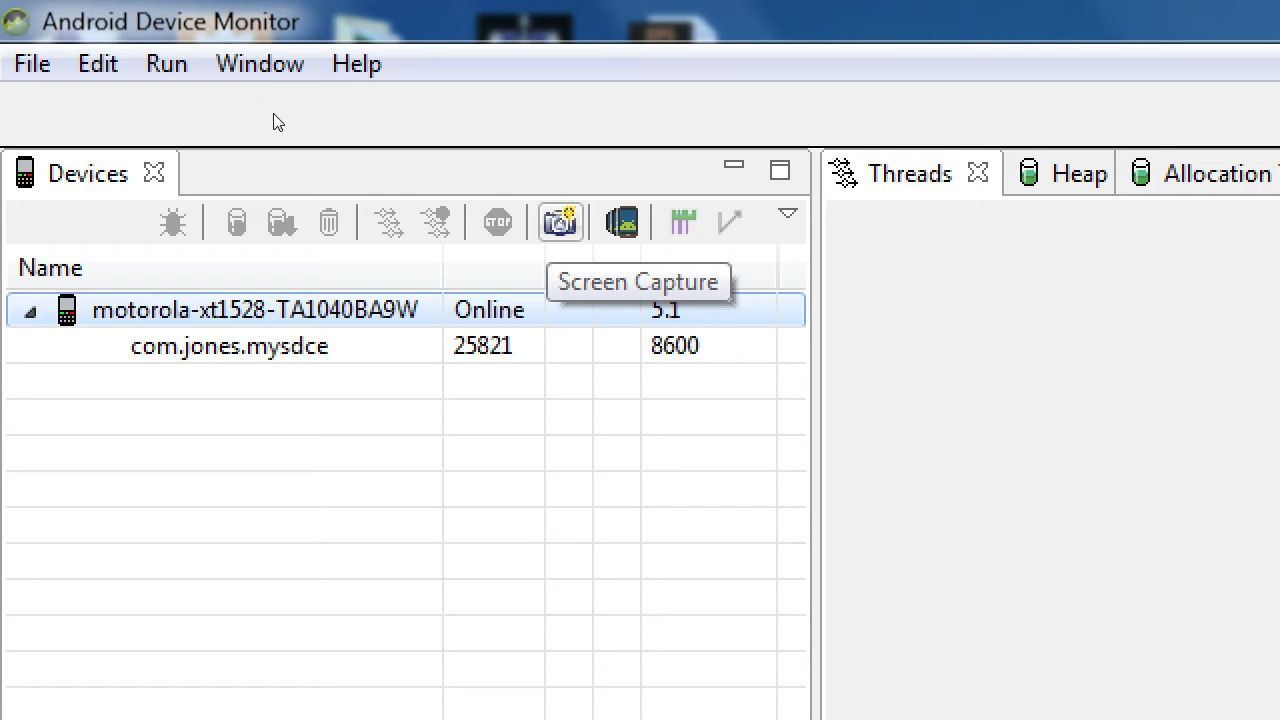 Android Device Monitor
File Edit Run Window Help
Devices
Threads Heap Allocation
STOP
Name
Screen Capture
motorola-xt1528-TA1040BA9W Online 5.1
com.jones.mysdce 25821 8600